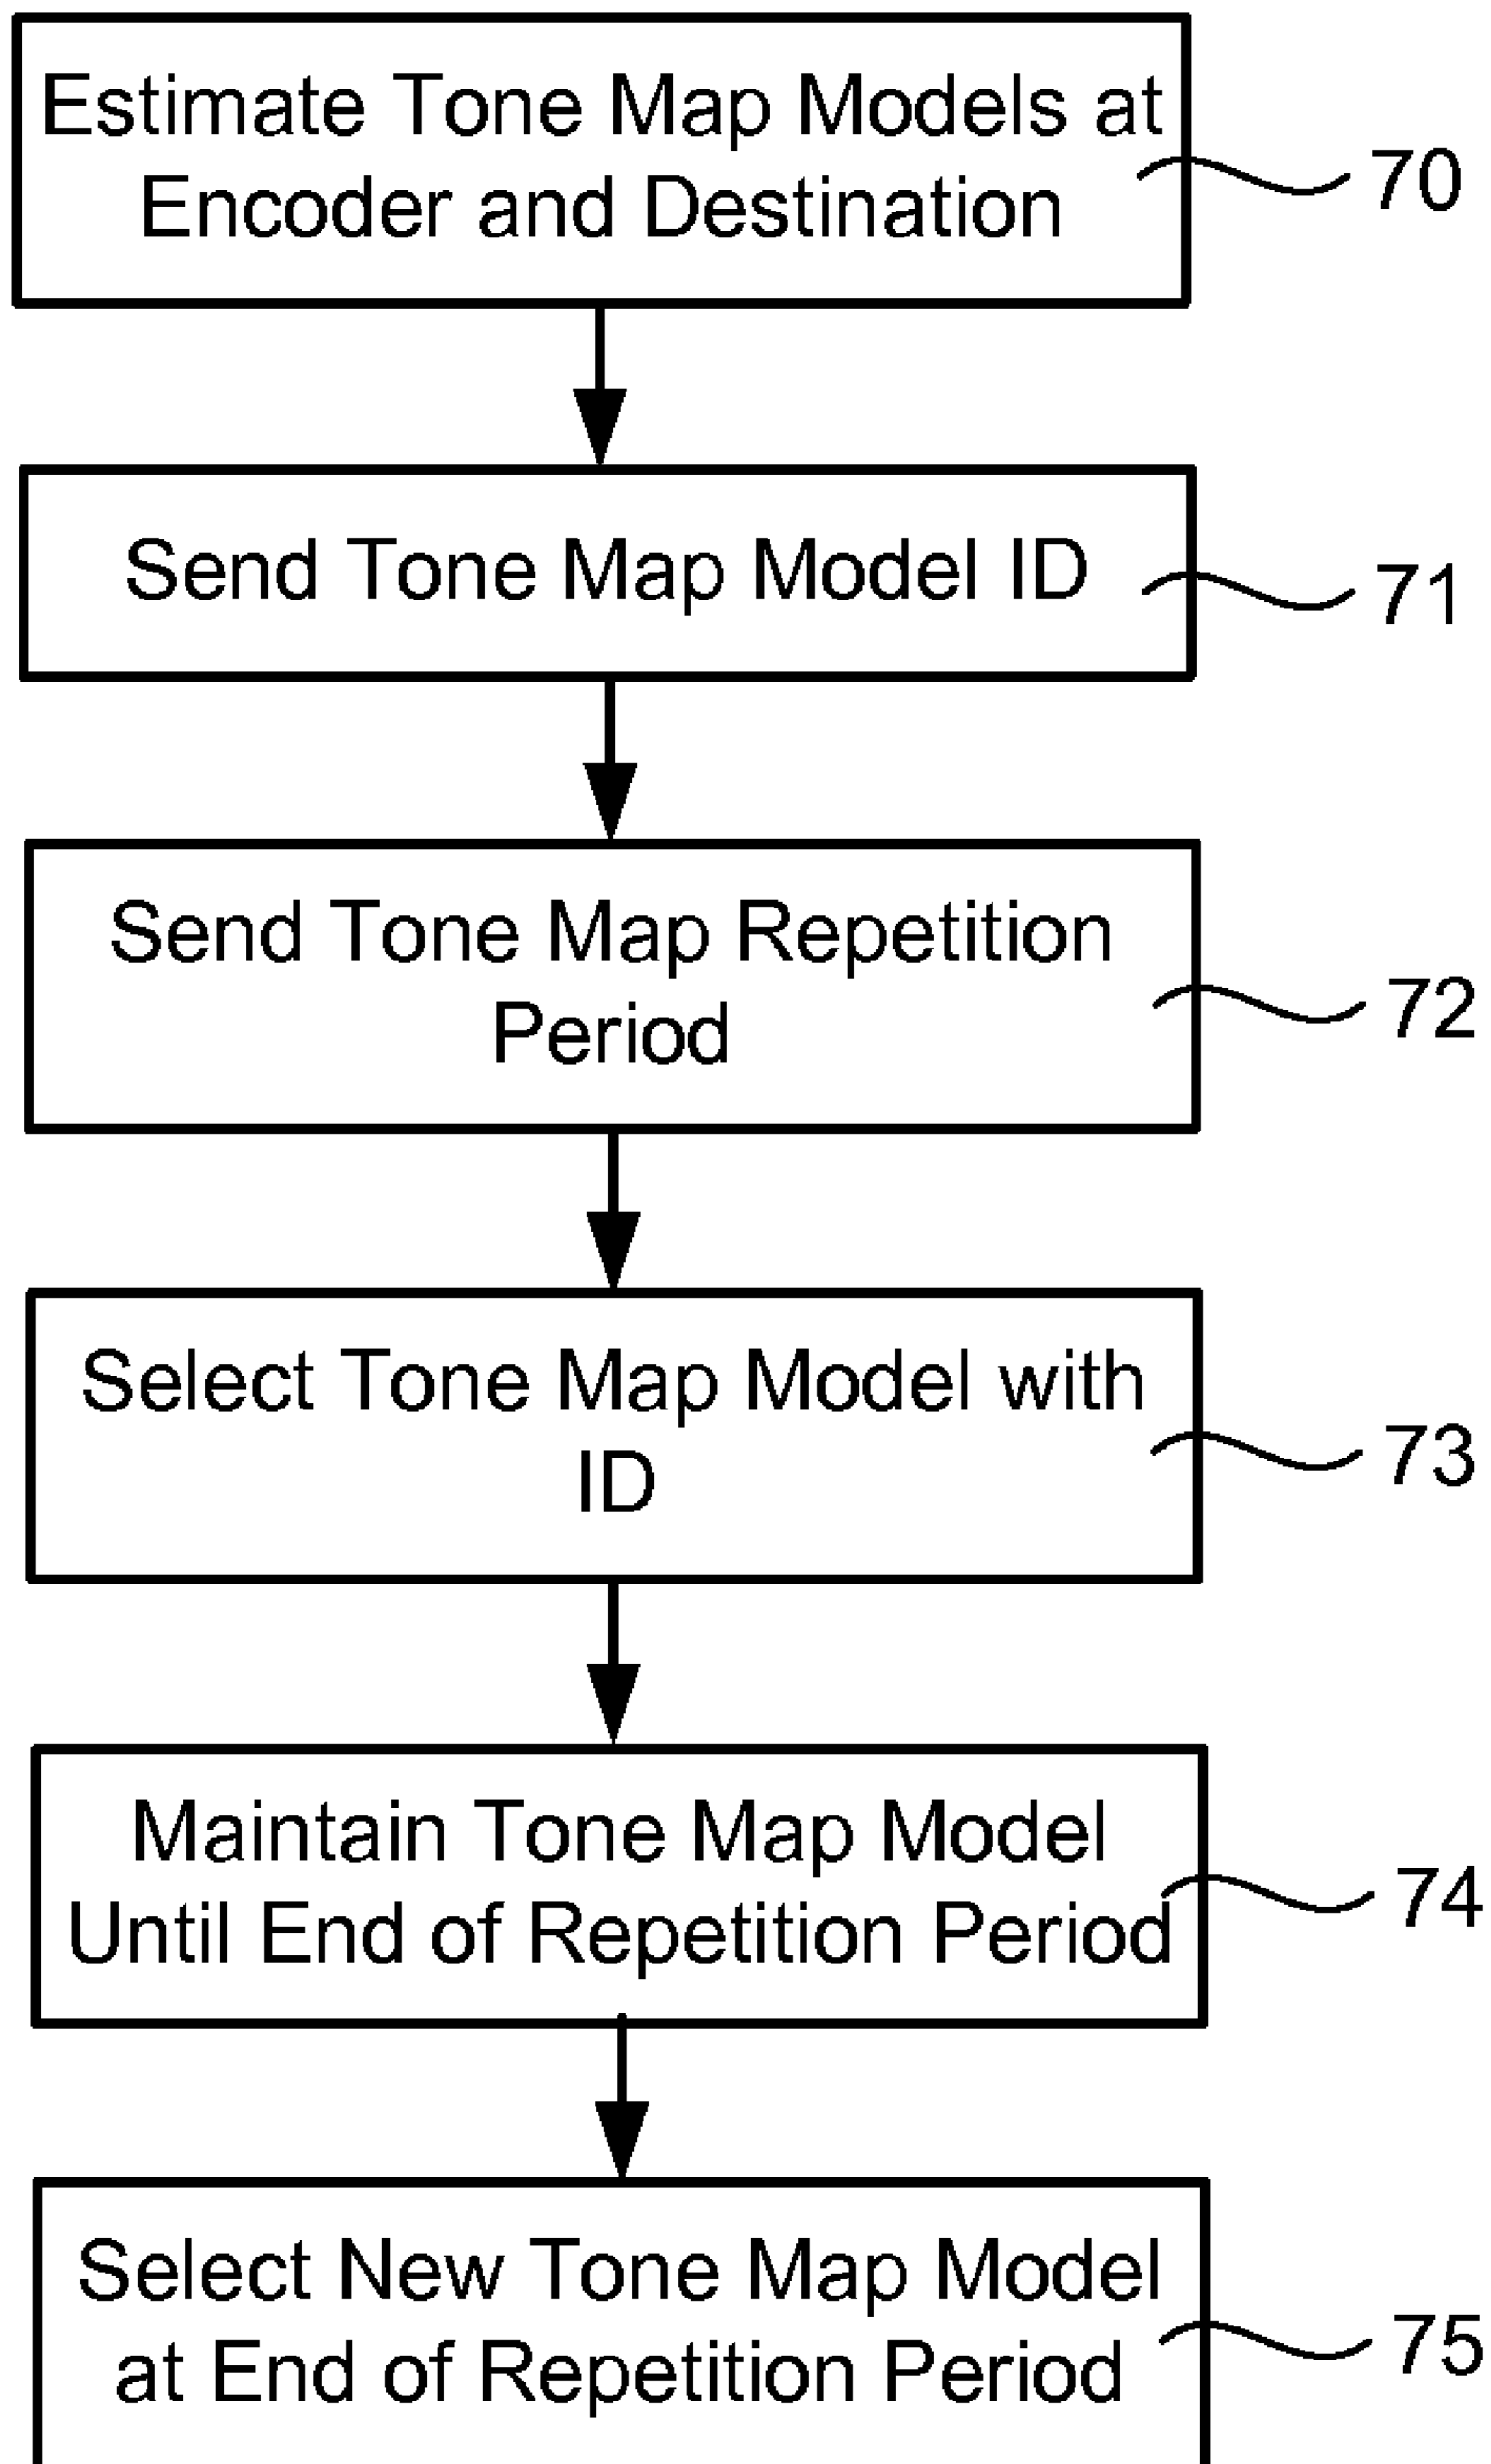 Estimate Tone Map Models at
Encoder and Destination
70
Send Tone Map Model ID
71
Send Tone Map Repetition
Period
72
Select Tone Map Model with
ID
73
Maintain Tone Map Model
Until End of Repetition Period
74
Select New Tone Map Model
at End of Repetition Period
75